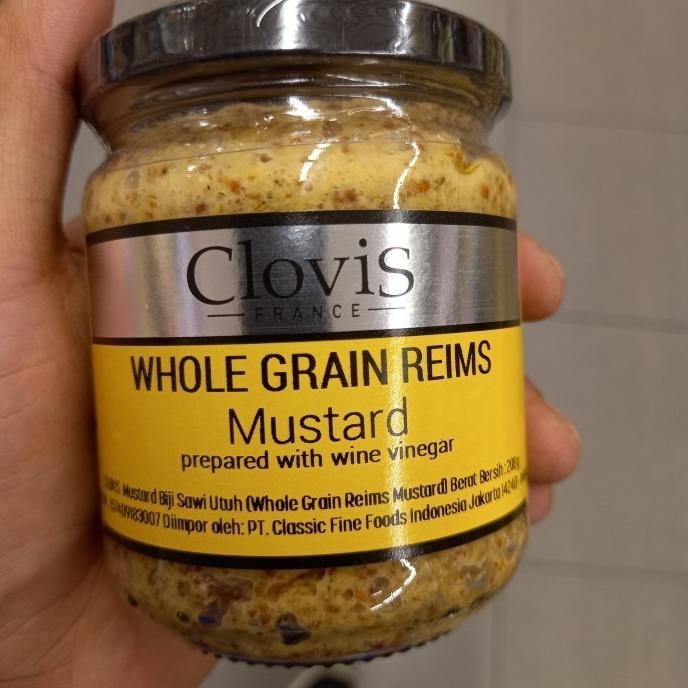 Clovis
FRANCE
WHOLE GRAIN REIMS
Mustard
prepared with wine vinegar
Mustard Biji Sawi Utuh (Whole Grain Reims Mustard) Berat Bersih: 200g
Diimpor oleh: PT. Classic Fine Foods Indonesia Jakarta 14240